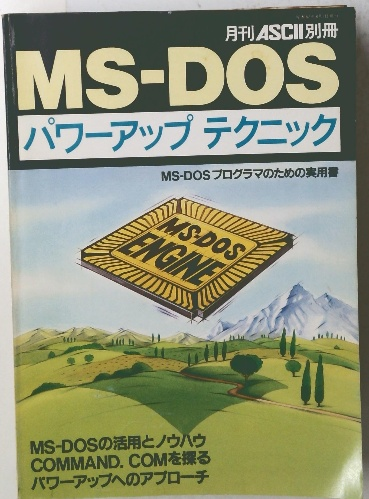 月刊ASCII別冊
MS-DOS
パワーアップ テクニック
MS-DOSプログラマのための実用書
MS-DOS
ENGINE
MS-DOSの活用とノウハウ
COMMAND. COMを探る
パワーアップへのアプローチ